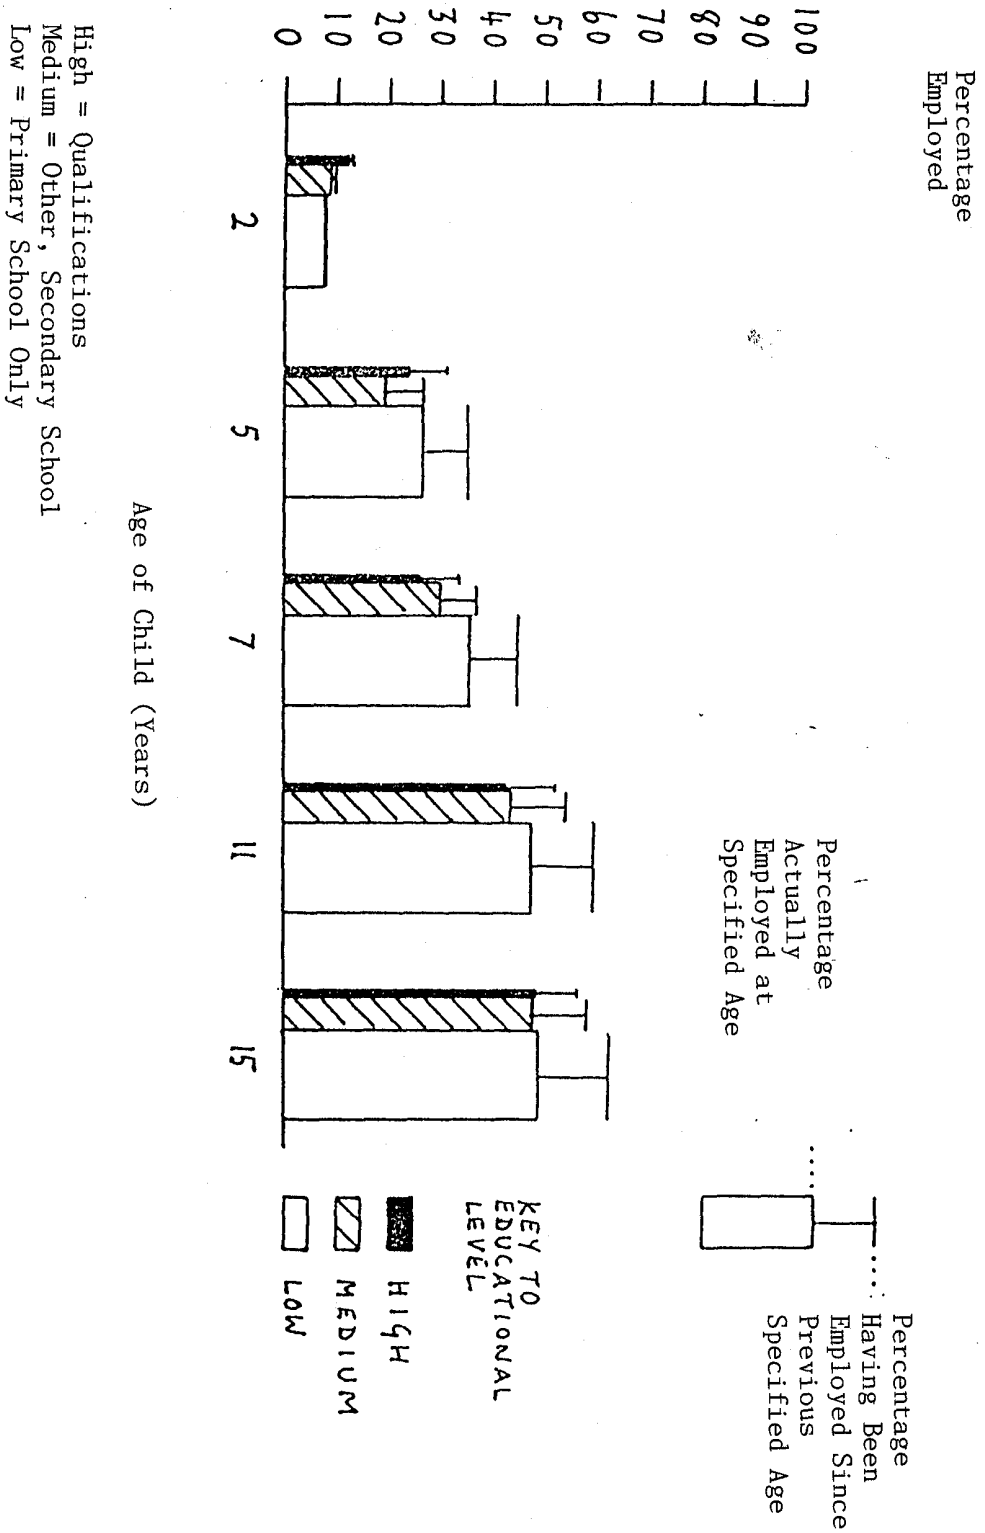 Percentage
Employed
100
90
80
70
60
50
40
30
20
10
0
Percentage
Actually
Employed at
Specified Age
Percentage
Having Been
Employed Since
Previous
Specified Age
KEY TO
EDUCATIONAL
LEVEL
HIGH
MEDIUM
LOW
2
5
7
11
15
Age of Child (Years)
High = Qualifications
Medium = Other, Secondary School
Low = Primary School Only